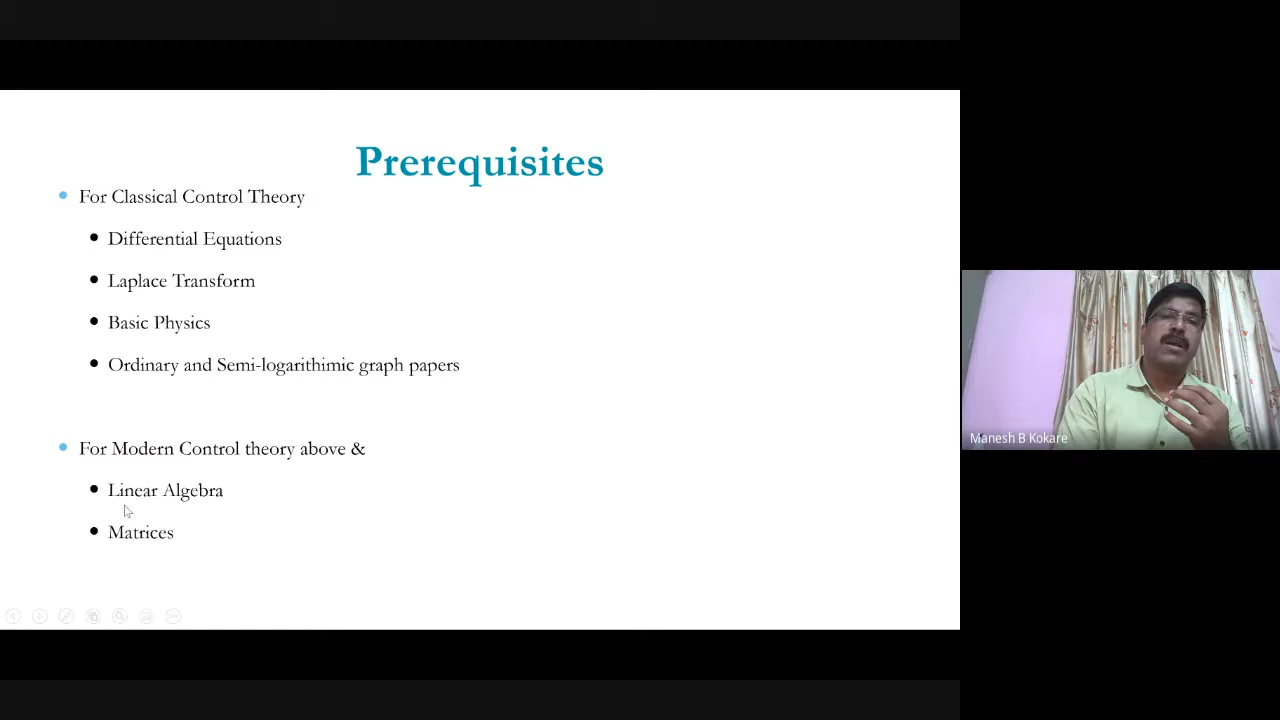 Prerequisites
For Classical Control Theory
Differential Equations
Laplace Transform
Basic Physics
Ordinary and Semi-logarithimic graph papers
For Modern Control theory above &
Linear Algebra
Matrices
Manesh B Kokare